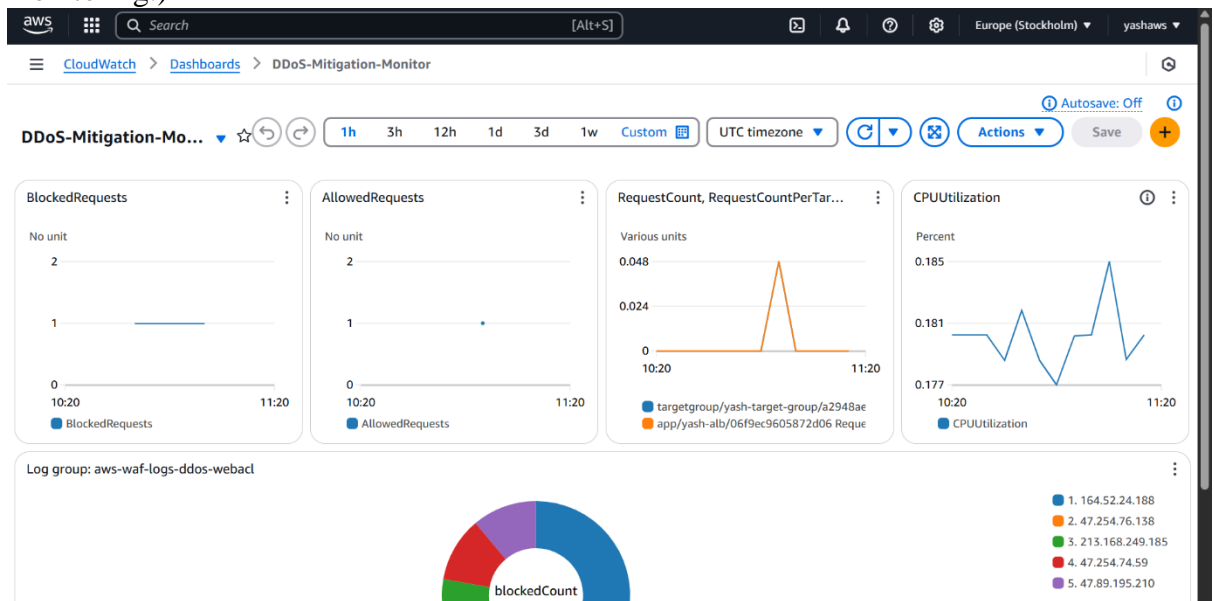 aws
Search
[Alt+S]
Europe (Stockholm)
yashaws
CloudWatch > Dashboards > DDoS-Mitigation-Monitor
Autosave: Off
DDoS-Mitigation-Mo...
1h 3h 12h 1d 3d 1w Custom
UTC timezone
Actions
Save
BlockedRequests
No unit
2
1
0
10:20 11:20
BlockedRequests
AllowedRequests
No unit
2
1
0
10:20 11:20
AllowedRequests
RequestCount, RequestCountPerTar...
Various units
0.048
0.024
0
10:20 11:20
targetgroup/yash-target-group/a2948ae
app/yash-alb/06f9ec9605872d06 Reque
CPUUtilization
Percent
0.185
0.181
0.177
10:20 11:20
CPUUtilization
Log group: aws-waf-logs-ddos-webacl
blockedCount
1. 164.52.24.188
2. 47.254.76.138
3. 213.168.249.185
4. 47.254.74.59
5. 47.89.195.210